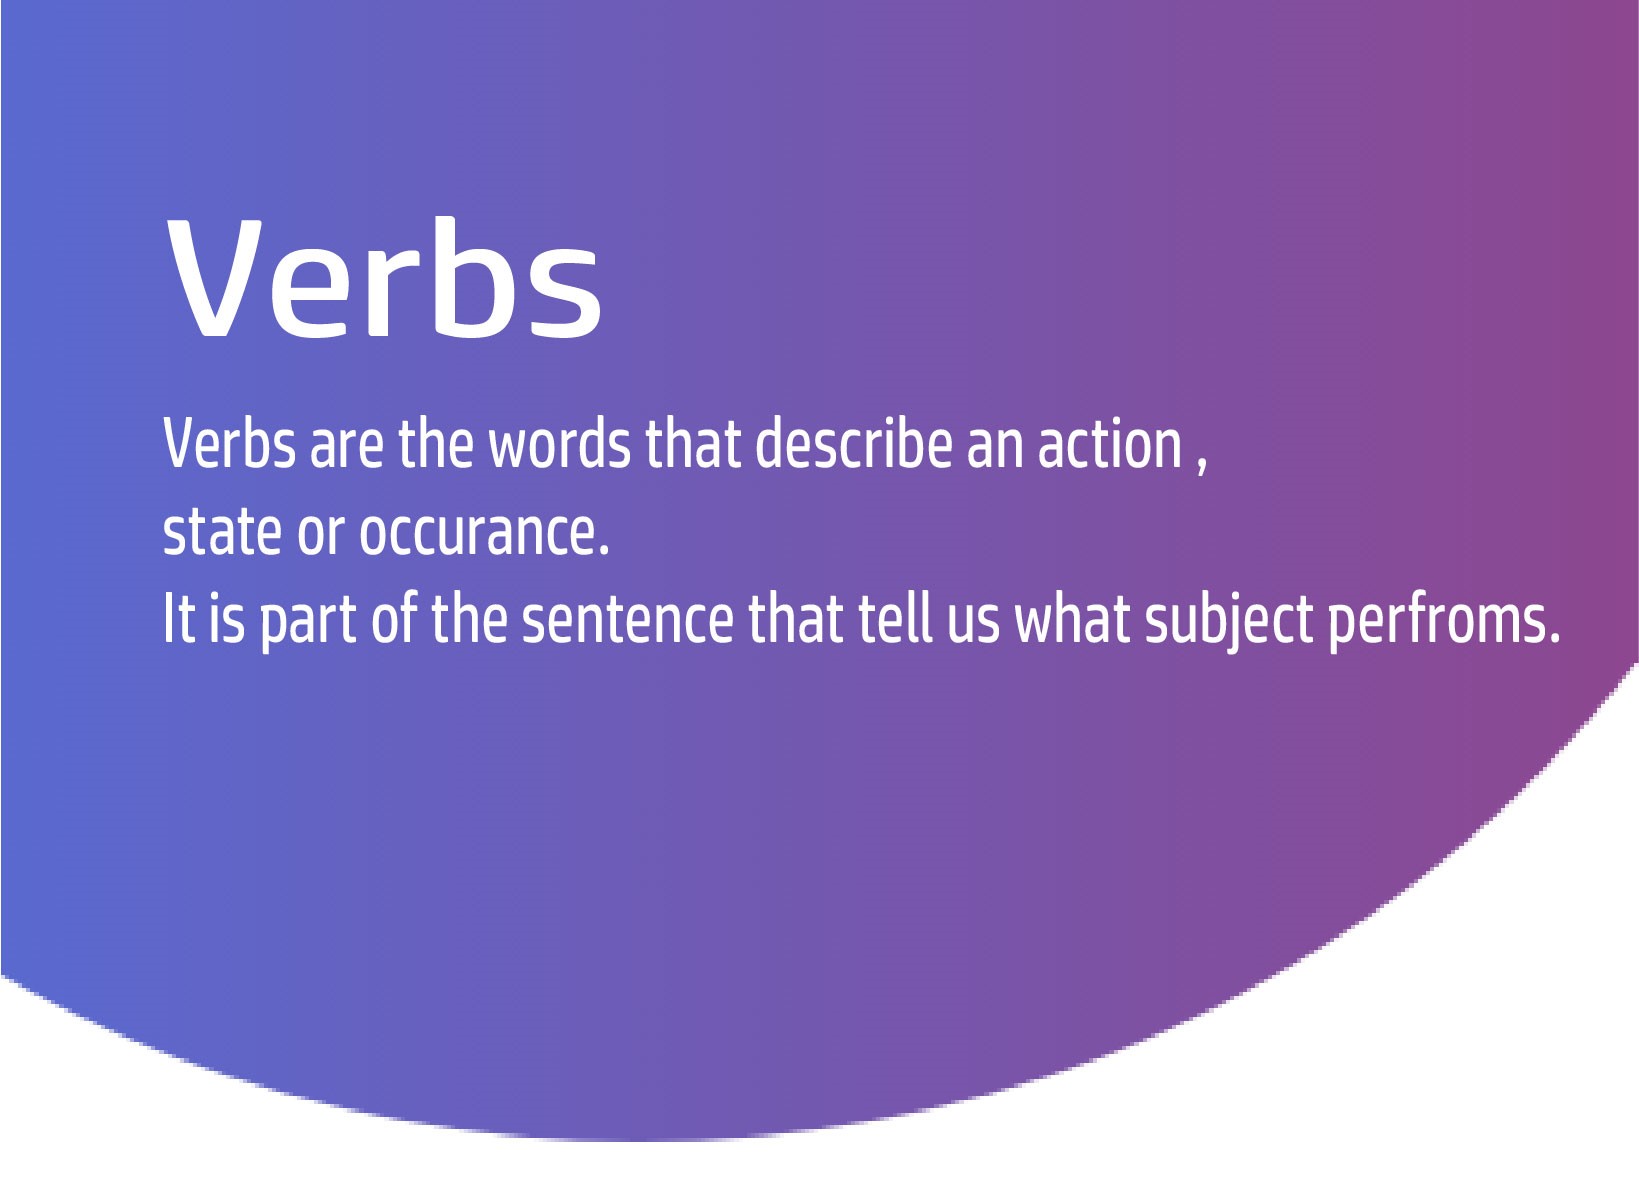 Verbs
Verbs are the words that describe an action ,
state or occurance.
It is part of the sentence that tell us what subject perfroms.